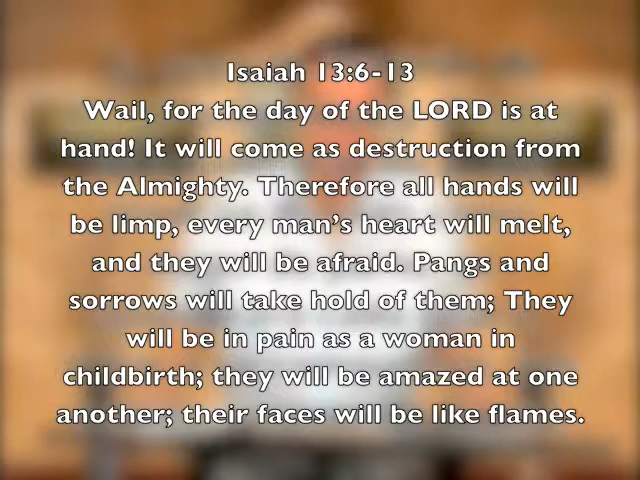 Isaiah 13:6-13
Wail, for the day of the LORD is at
hand! It will come as destruction from
the Almighty. Therefore all hands will
be limp, every man's heart will melt,
and they will be afraid. Pangs and
sorrows will take hold of them; They
will be in pain as a woman in
childbirth; they will be amazed at one
another; their faces will be like flames.